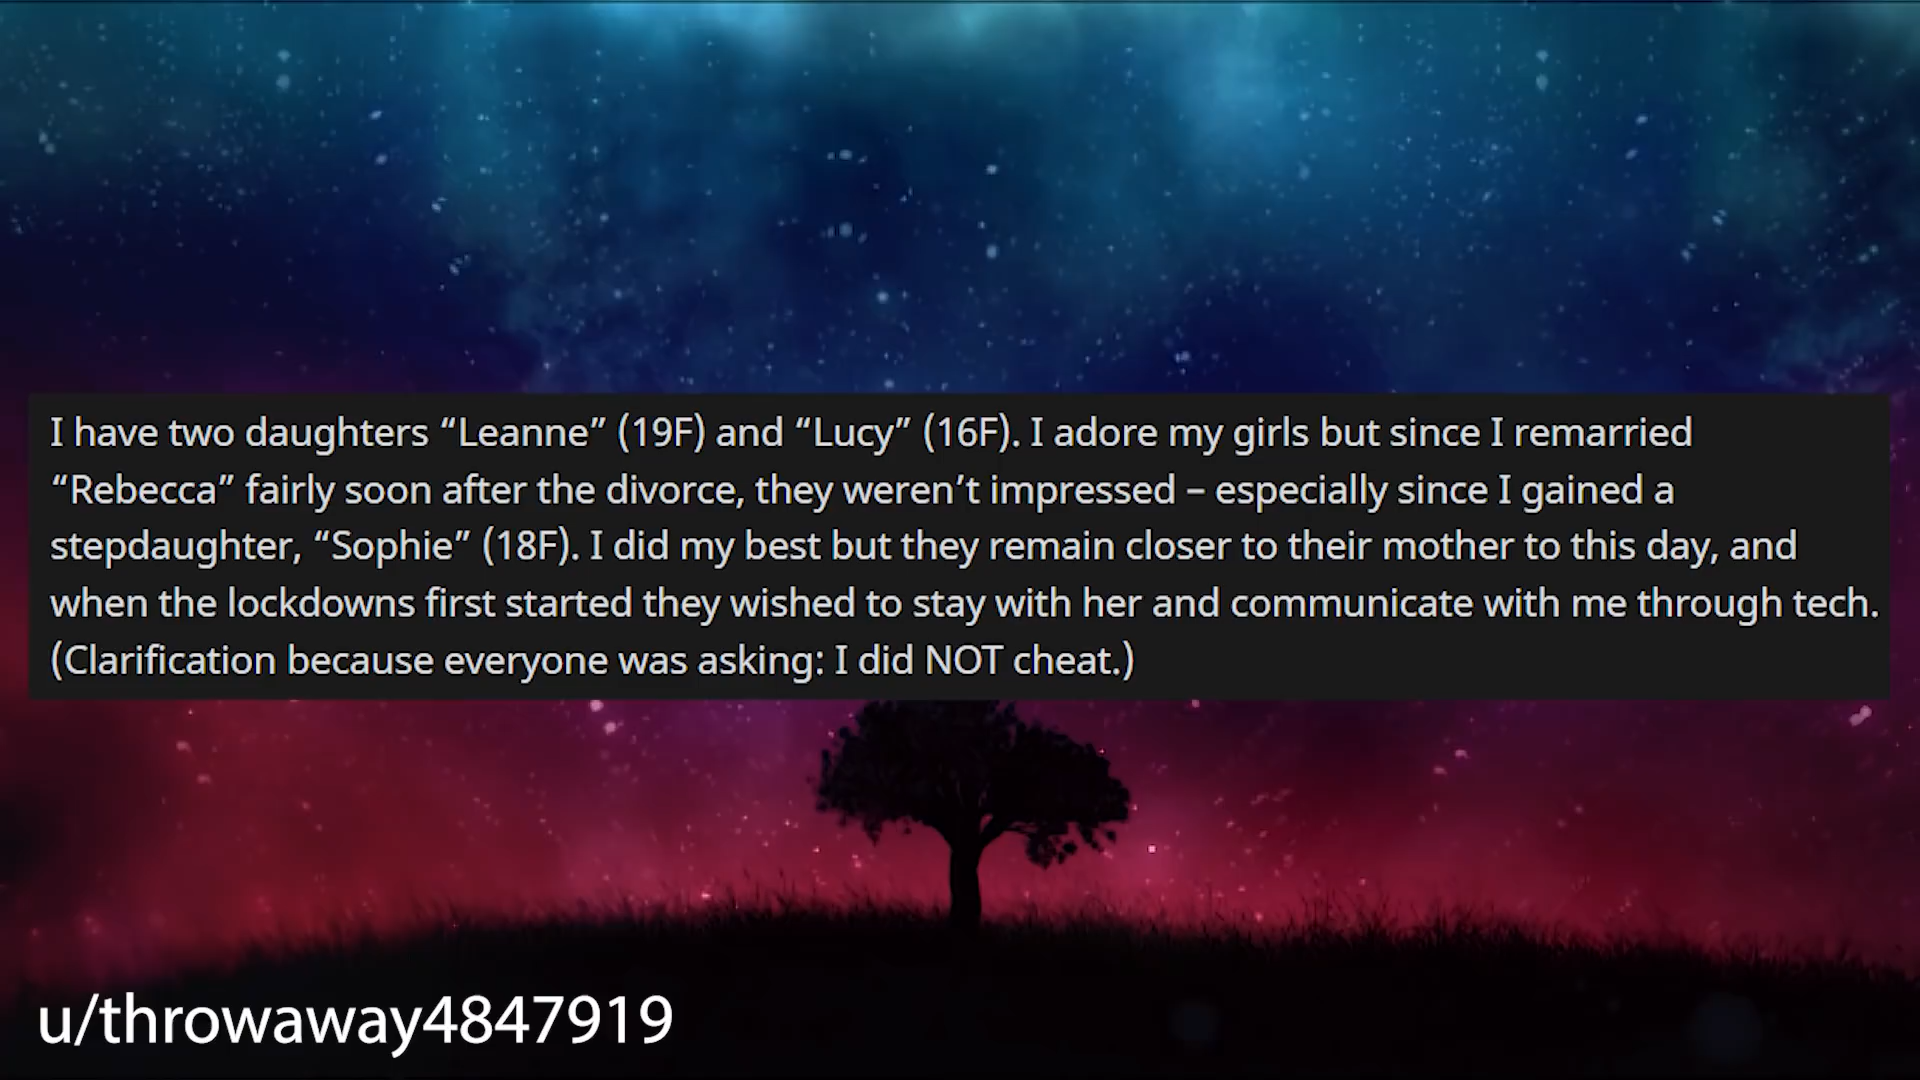 I have two daughters “Leanne” (19F) and “Lucy” (16F). I adore my girls but since I remarried
“Rebecca” fairly soon after the divorce, they weren’t impressed – especially since I gained a
stepdaughter, “Sophie” (18F). I did my best but they remain closer to their mother to this day, and
when the lockdowns first started they wished to stay with her and communicate with me through tech.
(Clarification because everyone was asking: I did NOT cheat.)
u/throwaway4847919